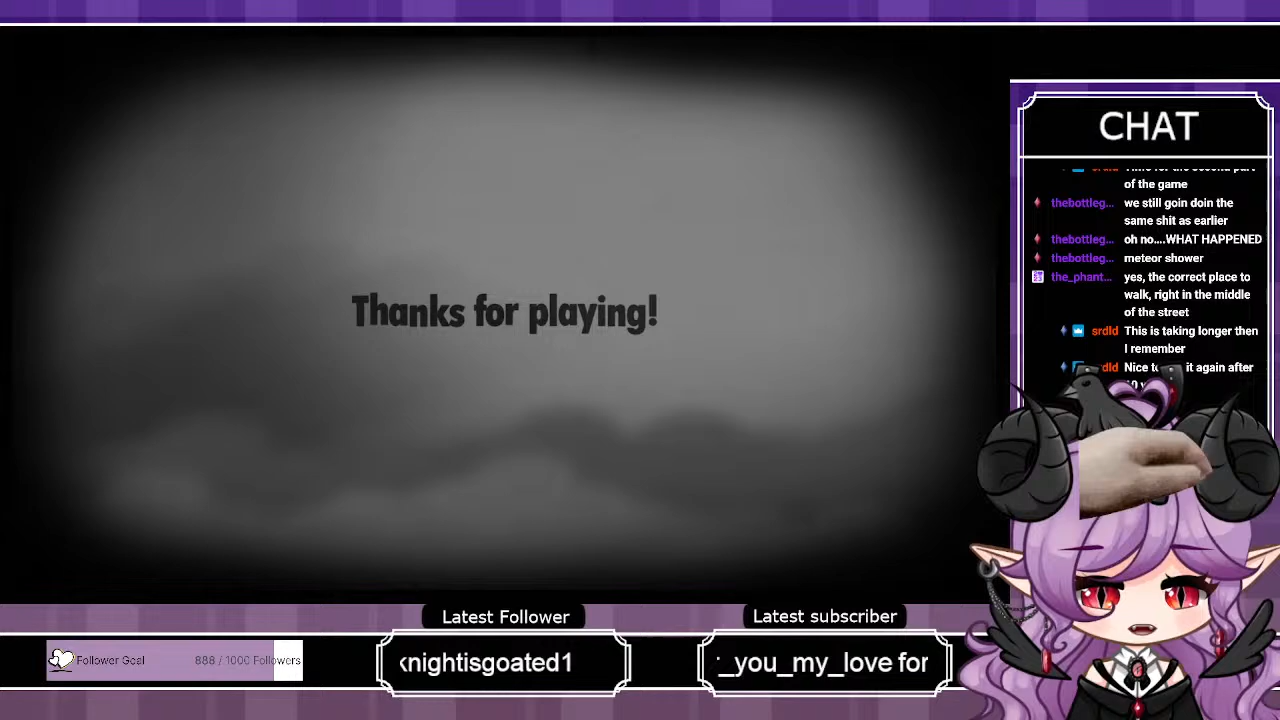 CHAT
of the game
thebottleg... we still goin doin the
same shit as earlier
thebottleg... oh no....WHAT HAPPENED
thebottleg... meteor shower
the_phant... yes, the correct place to
walk, right in the middle
of the street
srdld This is taking longer then
I remember
Nice it again after
Thanks for playing!
Latest Follower
Latest subscriber
Follower Goal 888 / 1000 Followers
knightisgoated1
_you_my_love for